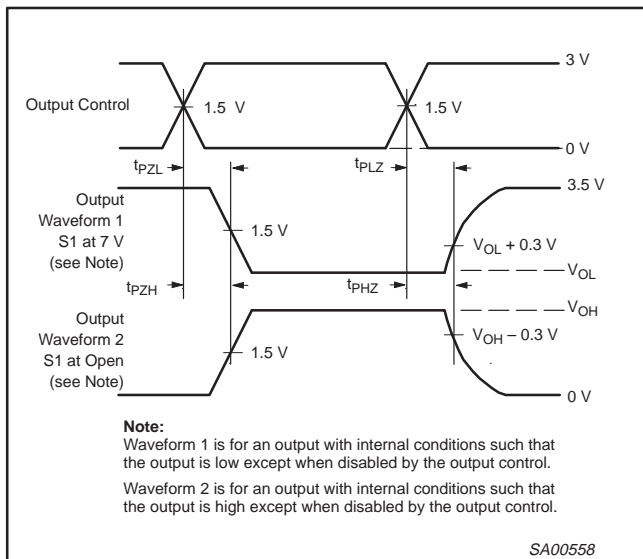 3 V
Output Control
1.5 V
1.5 V
0 V
tPZL
tPLZ
Output
Waveform 1
S1 at 7 V
(see Note)
3.5 V
1.5 V
VOL + 0.3 V
VOL
tPZH
tPHZ
VOH
Output
Waveform 2
S1 at Open
(see Note)
1.5 V
VOH – 0.3 V
0 V
Note:
Waveform 1 is for an output with internal conditions such that
the output is low except when disabled by the output control.
Waveform 2 is for an output with internal conditions such that
the output is high except when disabled by the output control.
SA00558